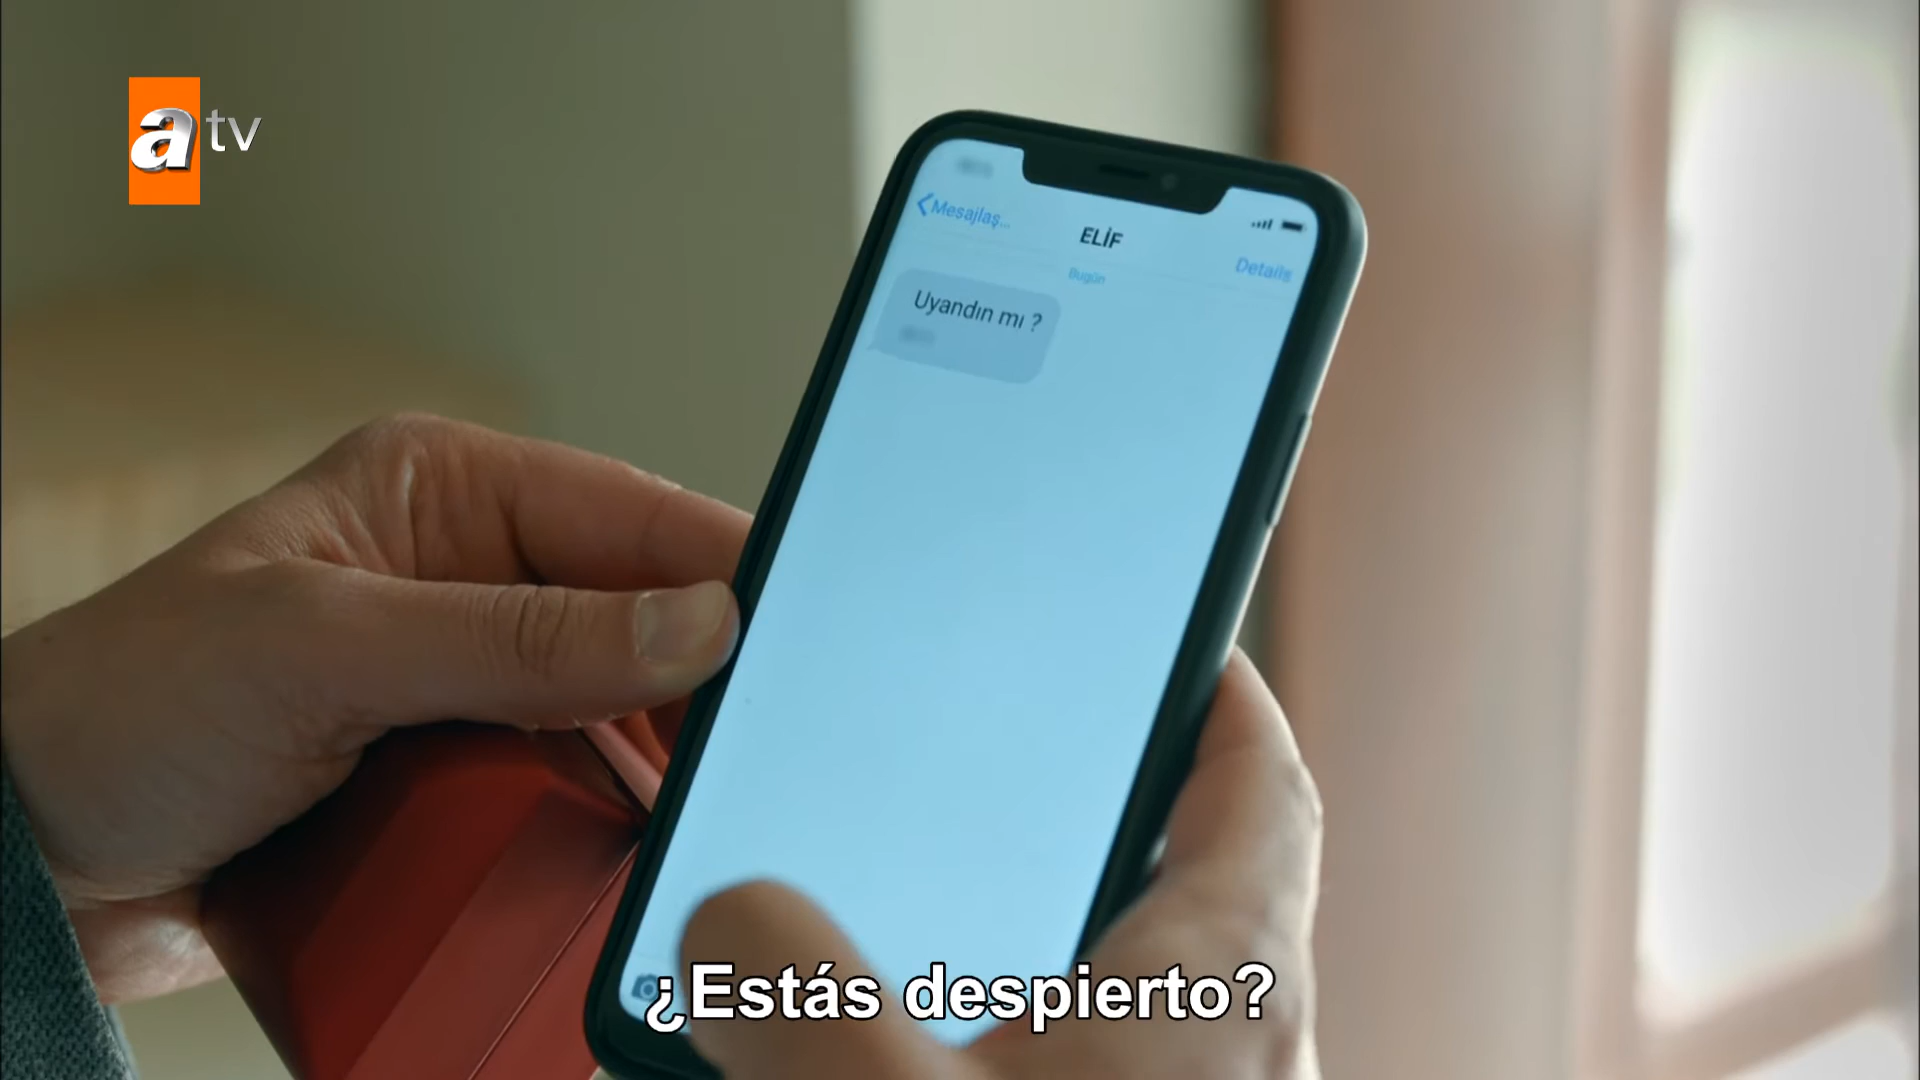 atv
Mesajlaş...
ELİF
Details
Bugün
Uyandın mı ?
¿Estás despierto?